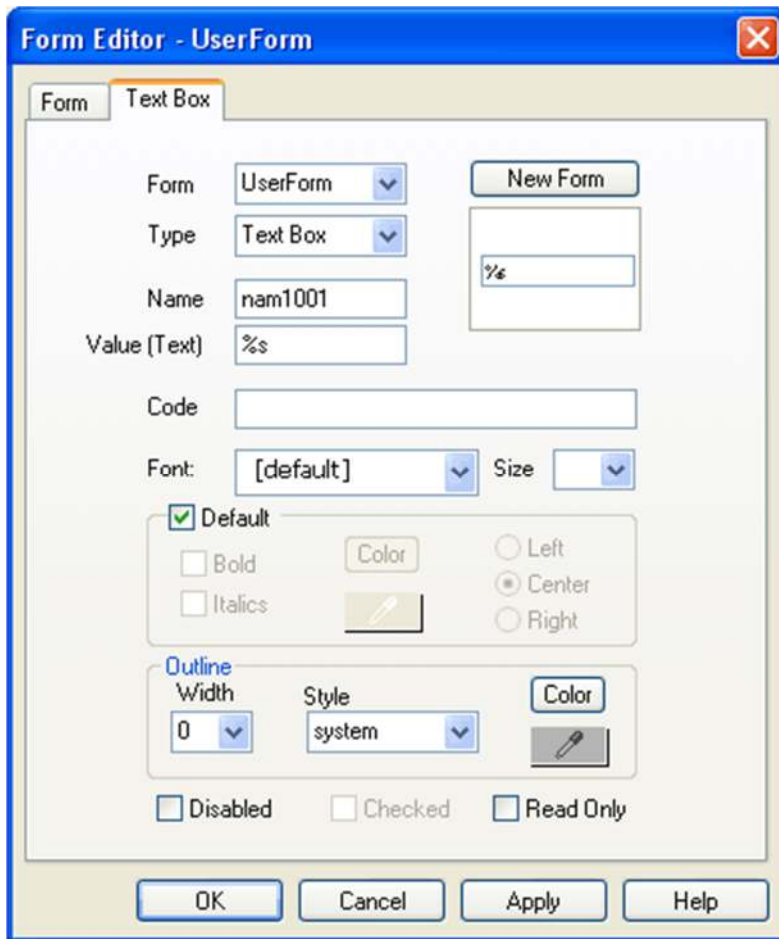 Form Editor - UserForm
Form Text Box
Form UserForm New Form
Type Text Box
%s
Name nam1001
Value (Text) %s
Code
Font: [default] Size
Default
Bold Color Left
Center
Italics Right
Outline
Width Style Color
0 system
Disabled Checked Read Only
OK Cancel Apply Help